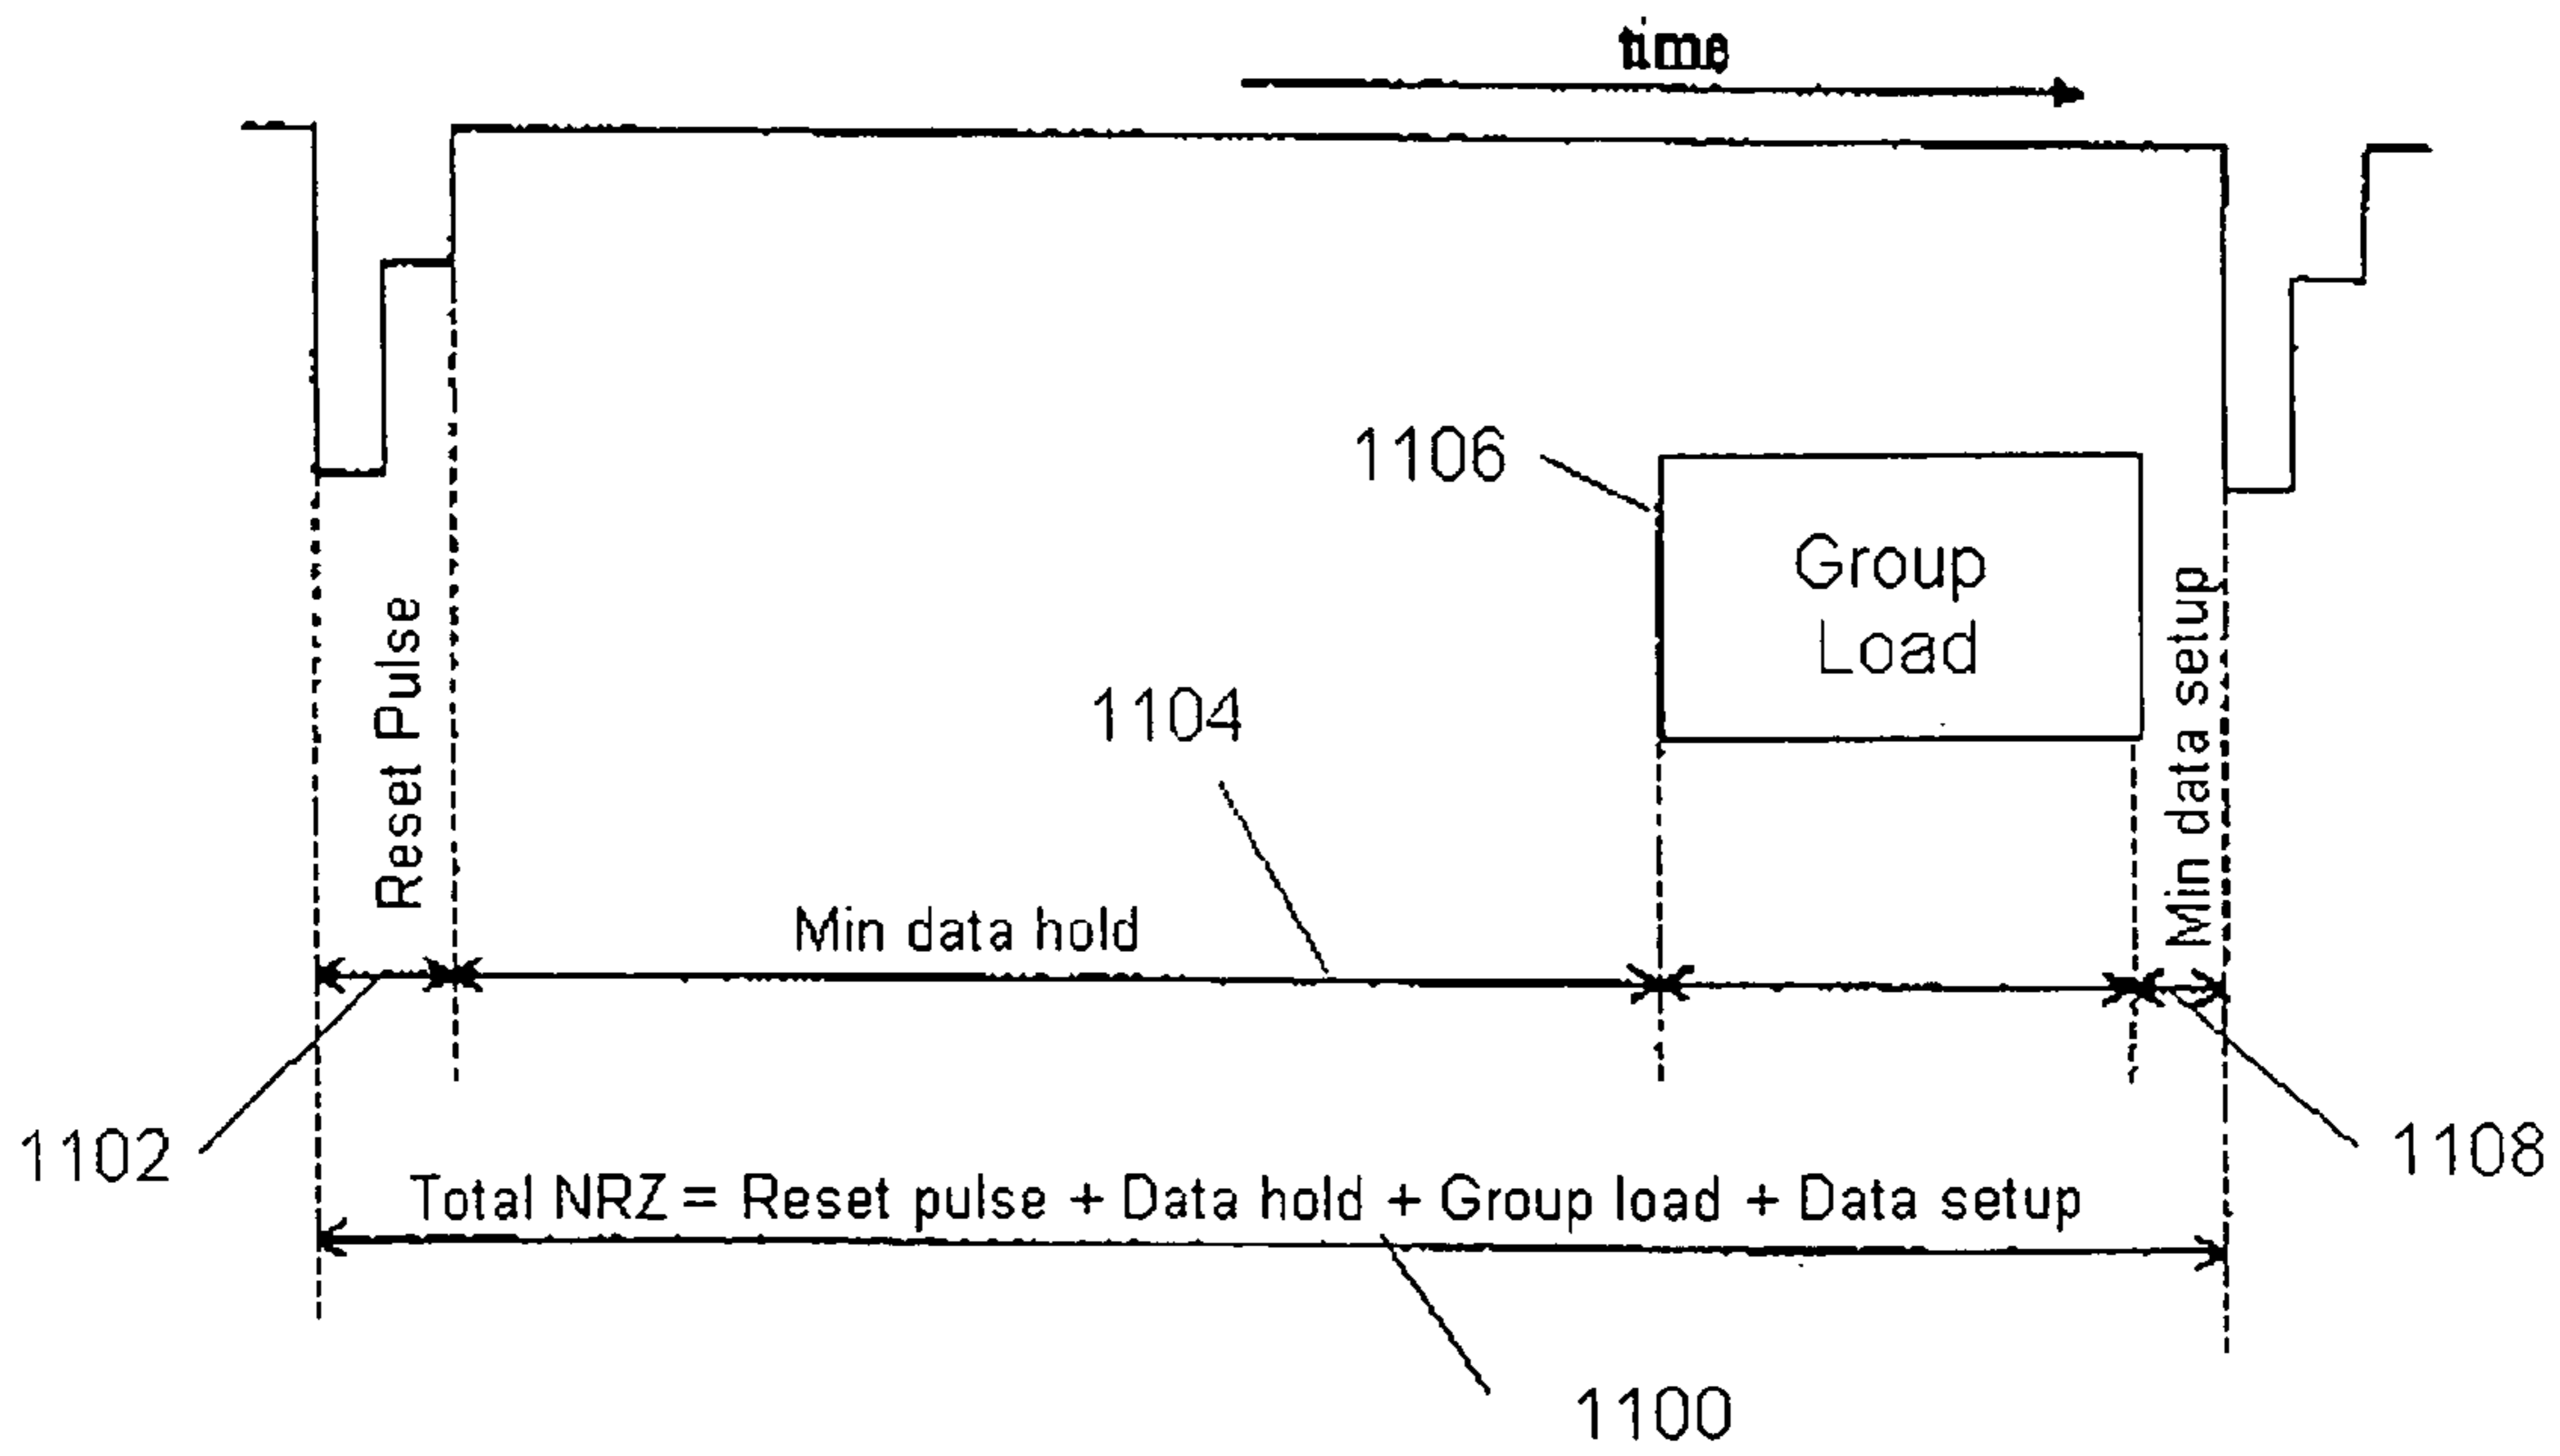 time
1106
Group
Load
Reset Pulse
Min data setup
1104
Min data hold
1102
1108
Total NRZ = Reset pulse + Data hold + Group load + Data setup
1100